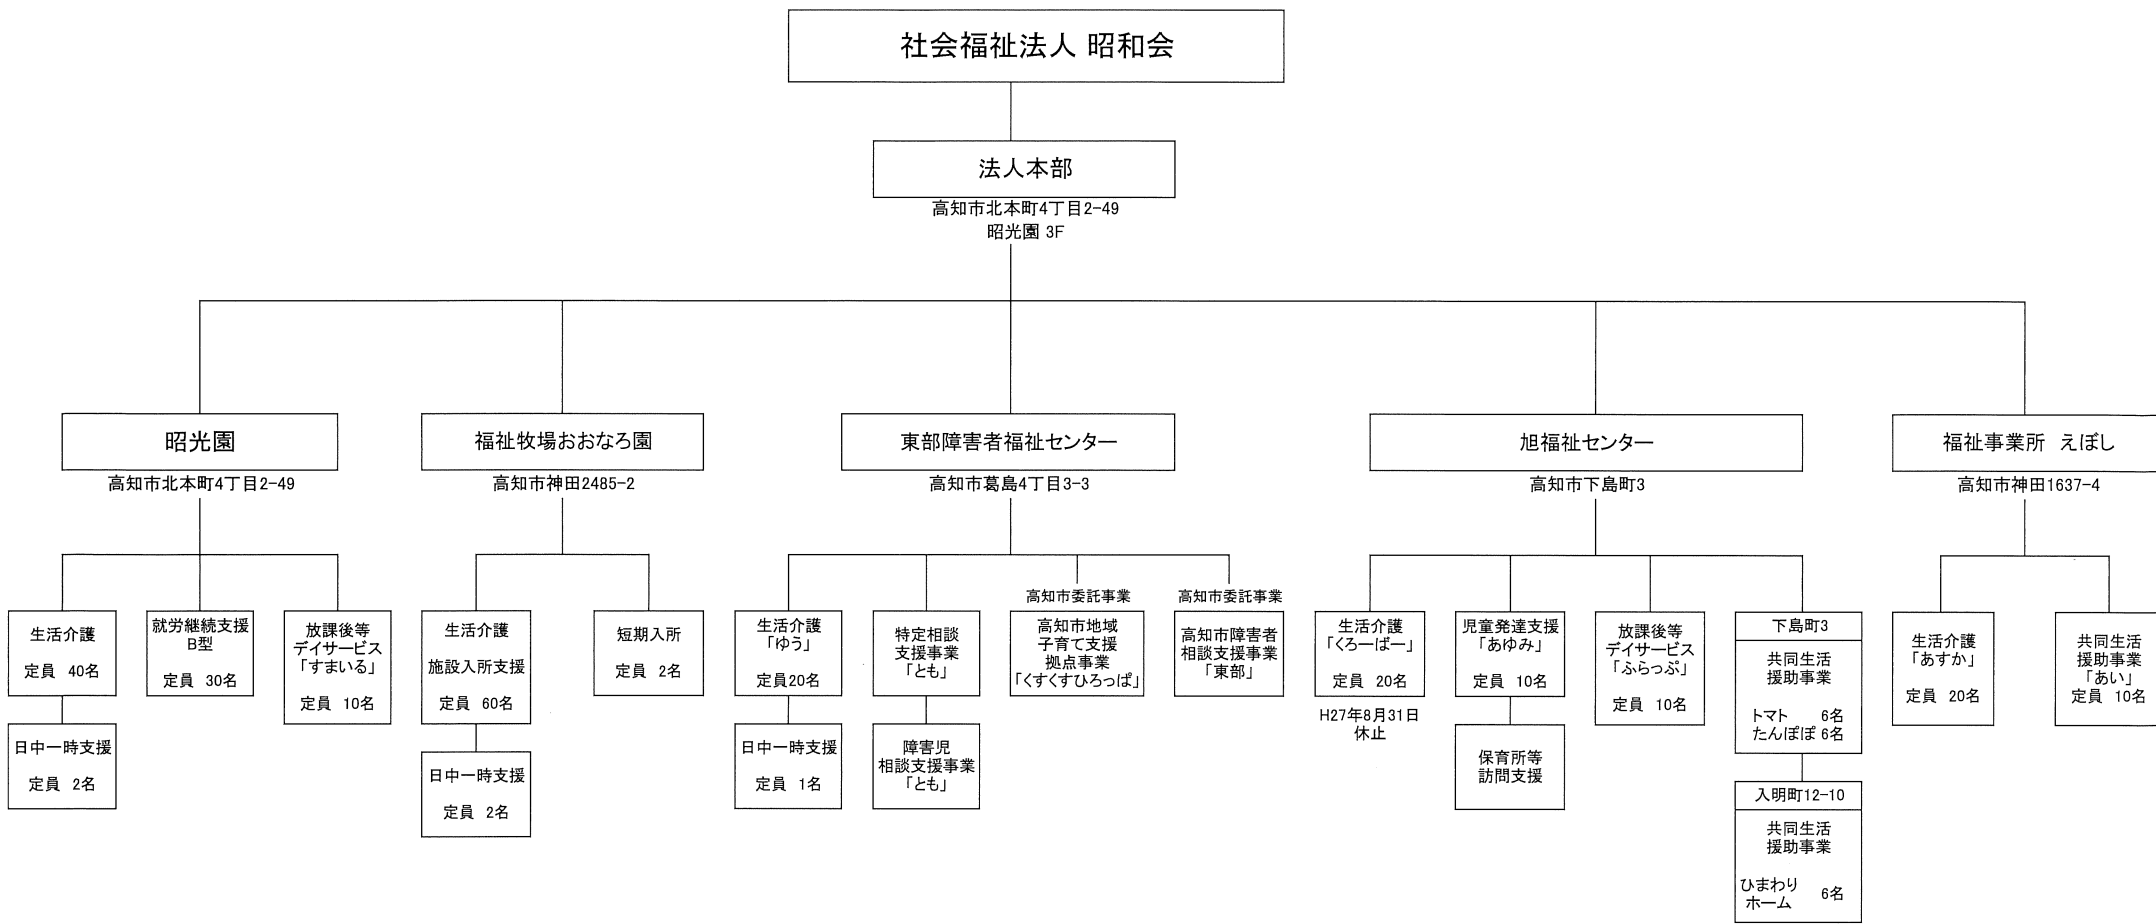 社会福祉法人 昭和会
法人本部
高知市北本町4丁目2-49
昭光園 3F
昭光園
高知市北本町4丁目2-49
生活介護
定員 40名
日中一時支援
定員 2名
就労継続支援
B型
定員 30名
放課後等
デイサービス
「すまいる」
定員 10名
福祉牧場おおなろ園
高知市神田2485-2
生活介護
施設入所支援
定員 60名
日中一時支援
定員 2名
短期入所
定員 2名
東部障害者福祉センター
高知市葛島4丁目3-3
生活介護
「ゆう」
定員20名
日中一時支援
定員 1名
特定相談
支援事業
「とも」
障害児
相談支援事業
「とも」
高知市委託事業
高知市地域
子育て支援
拠点事業
「くすくすひろっぱ」
高知市委託事業
高知市障害者
相談支援事業
「東部」
旭福祉センター
高知市下島町3
生活介護
「くろーばー」
定員 20名
H27年8月31日
休止
児童発達支援
「あゆみ」
定員 10名
保育所等
訪問支援
放課後等
デイサービス
「ふらっぷ」
定員 10名
下島町3
共同生活
援助事業
トマト 6名
たんぽぽ 6名
入明町12-10
共同生活
援助事業
ひまわり
ホーム 6名
福祉事業所 えぼし
高知市神田1637-4
生活介護
「あすか」
定員 20名
共同生活
援助事業
「あい」
定員 10名